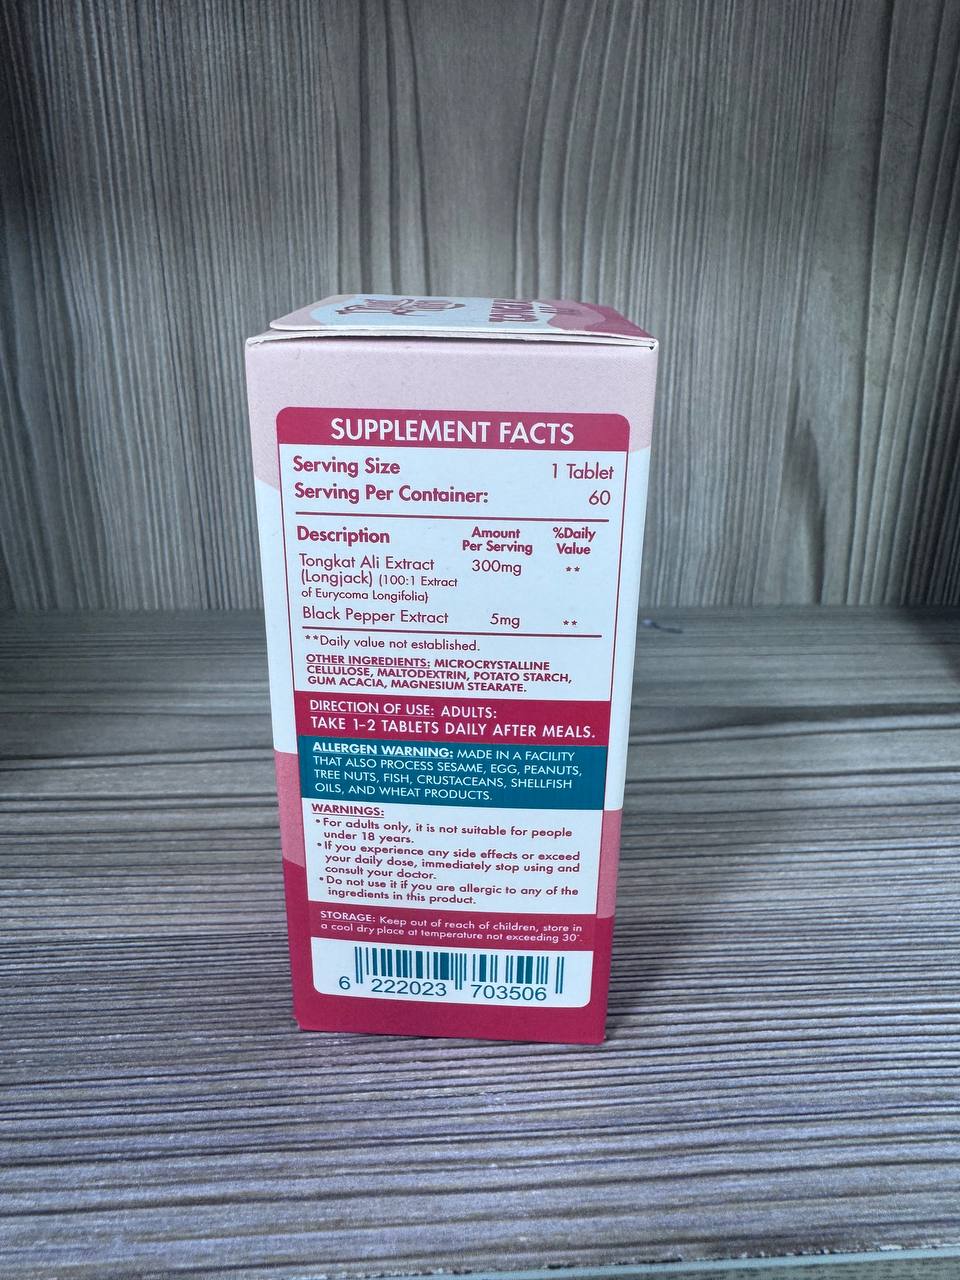 SUPPLEMENT FACTS
Serving Size 1 Tablet
Serving Per Container: 60
Description Amount Per Serving %Daily Value
Tongkat Ali Extract 300mg **
(Longjack) (100:1 Extract
of Eurycoma Longifolia)
Black Pepper Extract 5mg **
**Daily value not established.
OTHER INGREDIENTS: MICROCRYSTALLINE
CELLULOSE, MALTODEXTRIN, POTATO STARCH,
GUM ACACIA, MAGNESIUM STEARATE.
DIRECTION OF USE: ADULTS:
TAKE 1-2 TABLETS DAILY AFTER MEALS.
ALLERGEN WARNING: MADE IN A FACILITY
THAT ALSO PROCESS SESAME, EGG, PEANUTS,
TREE NUTS, FISH, CRUSTACEANS, SHELLFISH
OILS, AND WHEAT PRODUCTS.
WARNINGS:
• For adults only, it is not suitable for people
under 18 years.
• If you experience any side effects or exceed
your daily dose, immediately stop using and
consult your doctor.
• Do not use it if you are allergic to any of the
ingredients in this product.
STORAGE: Keep out of reach of children, store in
a cool dry place at temperature not exceeding 30°.
6 222023 703506